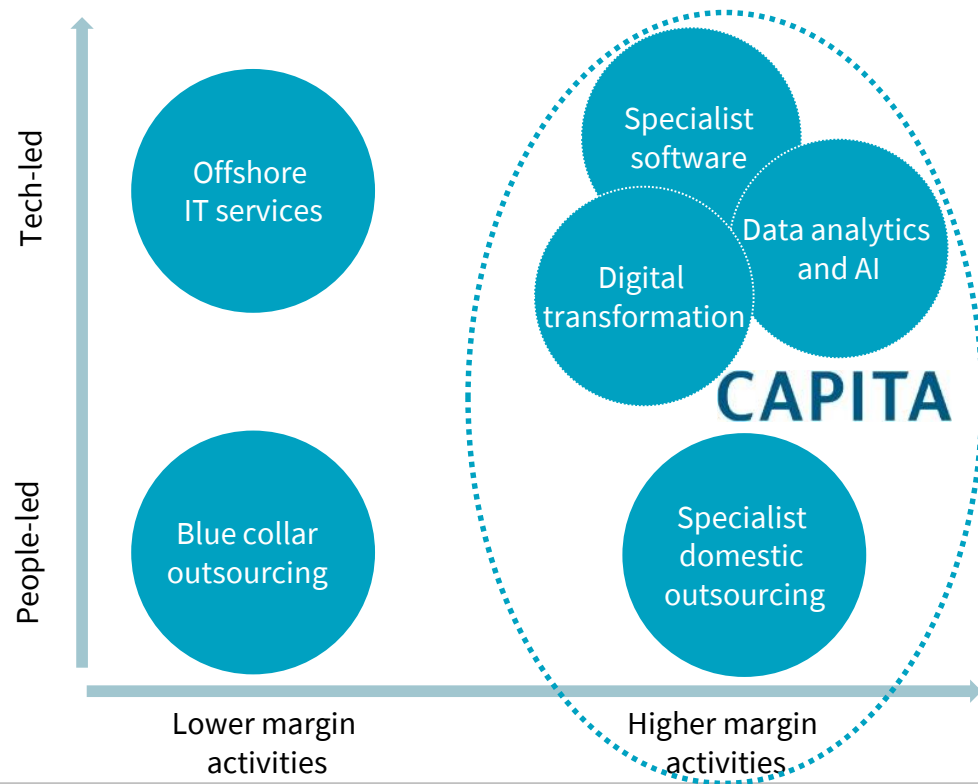 Tech-led
People-led
Offshore
IT services
Specialist
software
Data analytics
and AI
Digital
transformation
CAPITA
Blue collar
outsourcing
Specialist
domestic
outsourcing
Lower margin
activities
Higher margin
activities